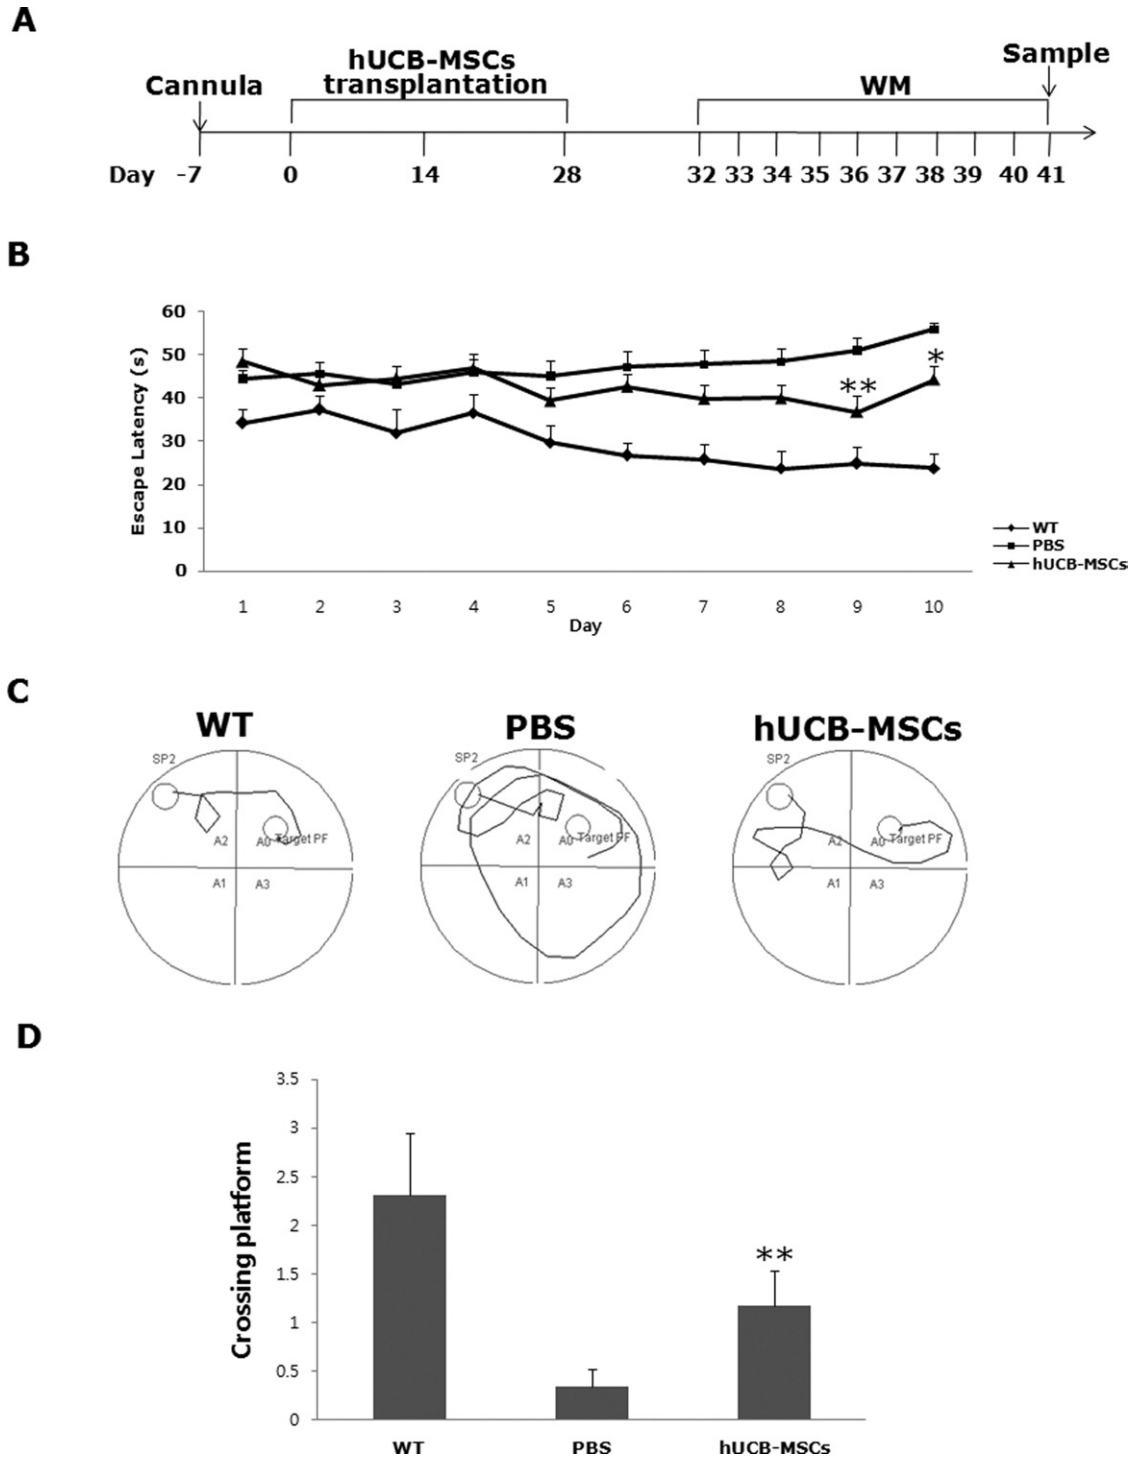 A
hUCB-MSCs
transplantation
Cannula
WM
Sample
Day -7 0 14 28 32 33 34 35 36 37 38 39 40 41
B
Escape Latency (s)
60
50
40
30
20
10
0
**
*
1 2 3 4 5 6 7 8 9 10
Day
WT
PBS
hUCB-MSCs
C
WT PBS hUCB-MSCs
SP2 SP2 SP2
A2 A0 Target PF A2 A0 Target PF A2 A0 Target PF
A1 A3 A1 A3 A1 A3
D
Crossing platform
3.5
3
2.5
2
1.5
1
0.5
0
**
WT PBS hUCB-MSCs